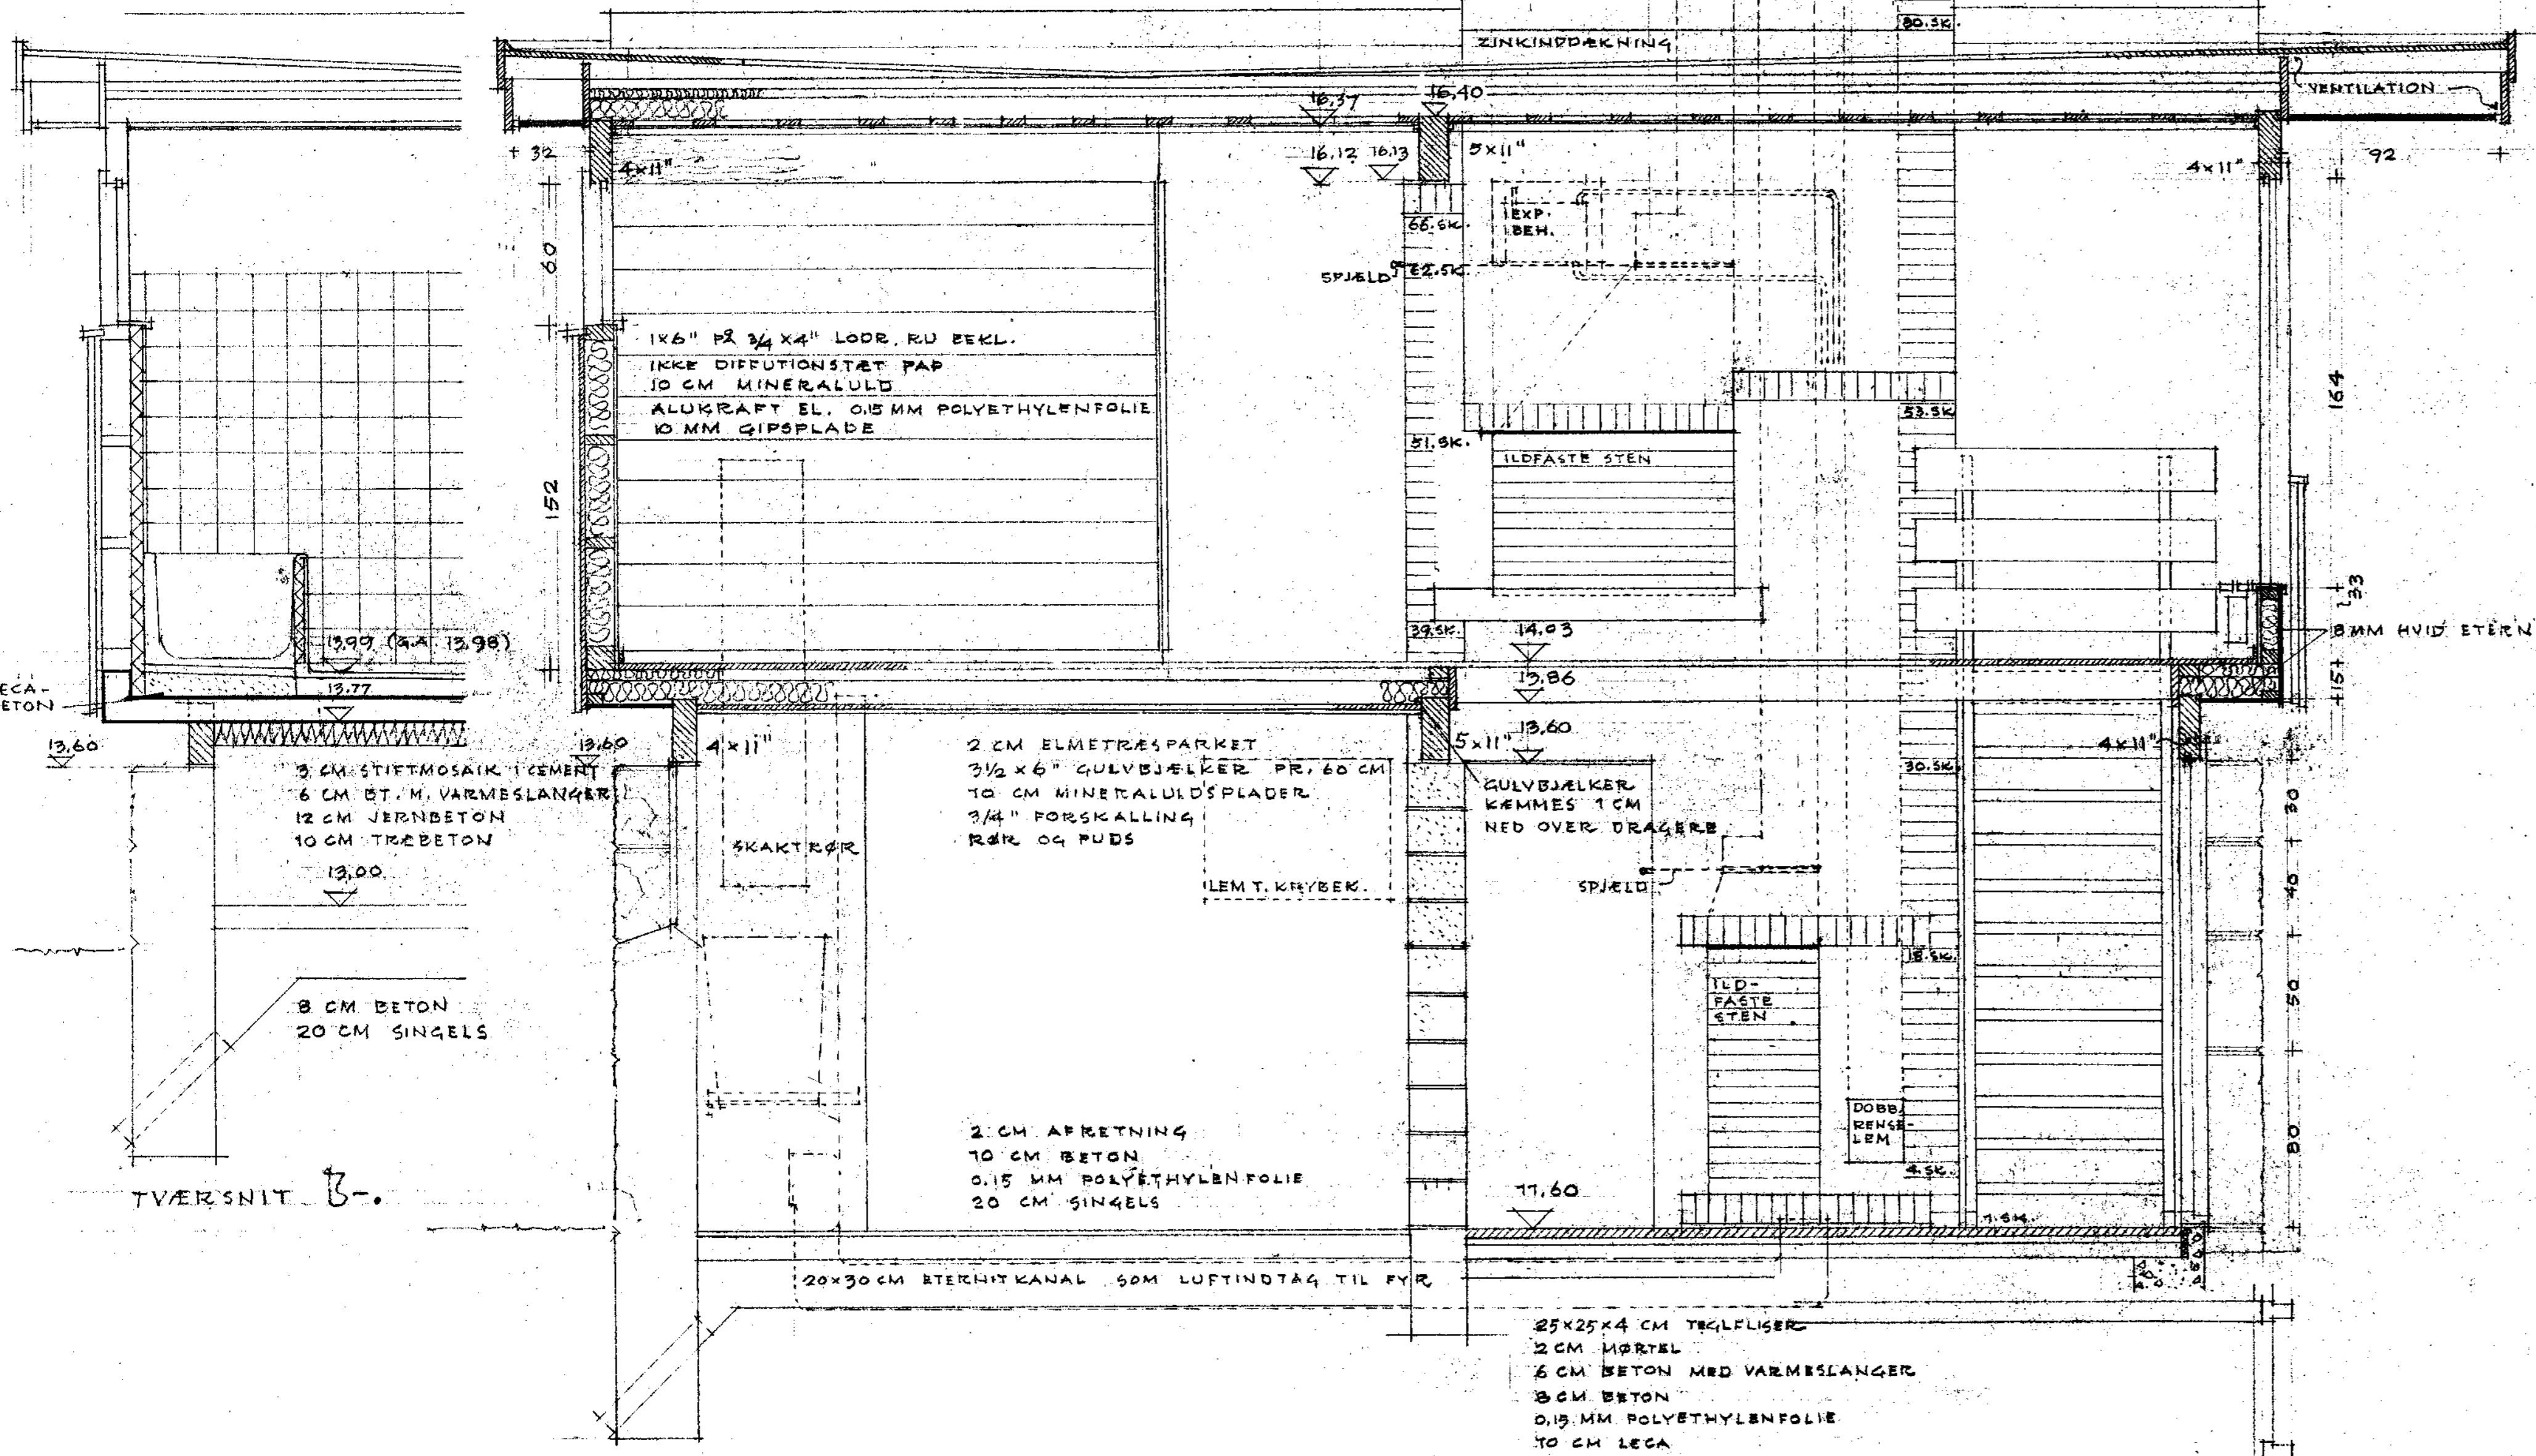 80.SK.
ZINKINDDÆKNING
VENTILATION
16,37
16,40
32
4x11"
16.12
16.13
5x11"
4x11"
92
66.SK.
EXP.
BEH.
SPJÆLD
62.SK.
60
1x6" PÅ 3/4 x4" LODR. RU BEKL.
IKKE DIFFUTIONSTÆT PAP
10 CM MINERALULD
ALUKRAFT EL. 0.15 MM POLYETHYLENFOLIE
10 MM GIPSPLADE
53.SK.
164
51.SK.
ILDFASTE STEN
152
33
8 MM HVID ETERN
39.SK.
14.03
13.99 (G.A. 13.98)
13.77
13.86
15
ECA-
ETON
13.60
13.60
4x11"
2 CM ELMETRÆSPARKET
3½ x 6" GULVBJÆLKER PR. 60 CM
10 CM MINERALULDSPLADER
3/4" FORSKALLING
RØR OG PUDS
5x11"
13.60
GULVBJÆLKER
KÆMMES 1 CM
NED OVER DRAGERE
4x11"
30.SK.
3 CM STIFTMOSAIK I CEMENT
6 CM BT. M. VARMESLANGER
12 CM JERNBETON
10 CM TRÆBETON
13.00
SKAKTRØR
LEM T. KRYBEK.
SPJÆLD
30
40
18.SK.
8 CM BETON
20 CM SINGELS
ILD-
FASTE
STEN
50
DOBB.
RENSE-
LEM
4.SK.
80
2 CM AFRETNING
10 CM BETON
0.15 MM POLYETHYLENFOLIE
20 CM SINGELS
TVÆRSNIT B-.
11.60
1.SK.
20x30 CM ETERNITKANAL SOM LUFTINDTAG TIL FYR
25x25x4 CM TEGLFLISER
2 CM MØRTEL
6 CM BETON MED VARMESLANGER
8 CM BETON
0,15 MM POLYETHYLENFOLIE
10 CM LECA